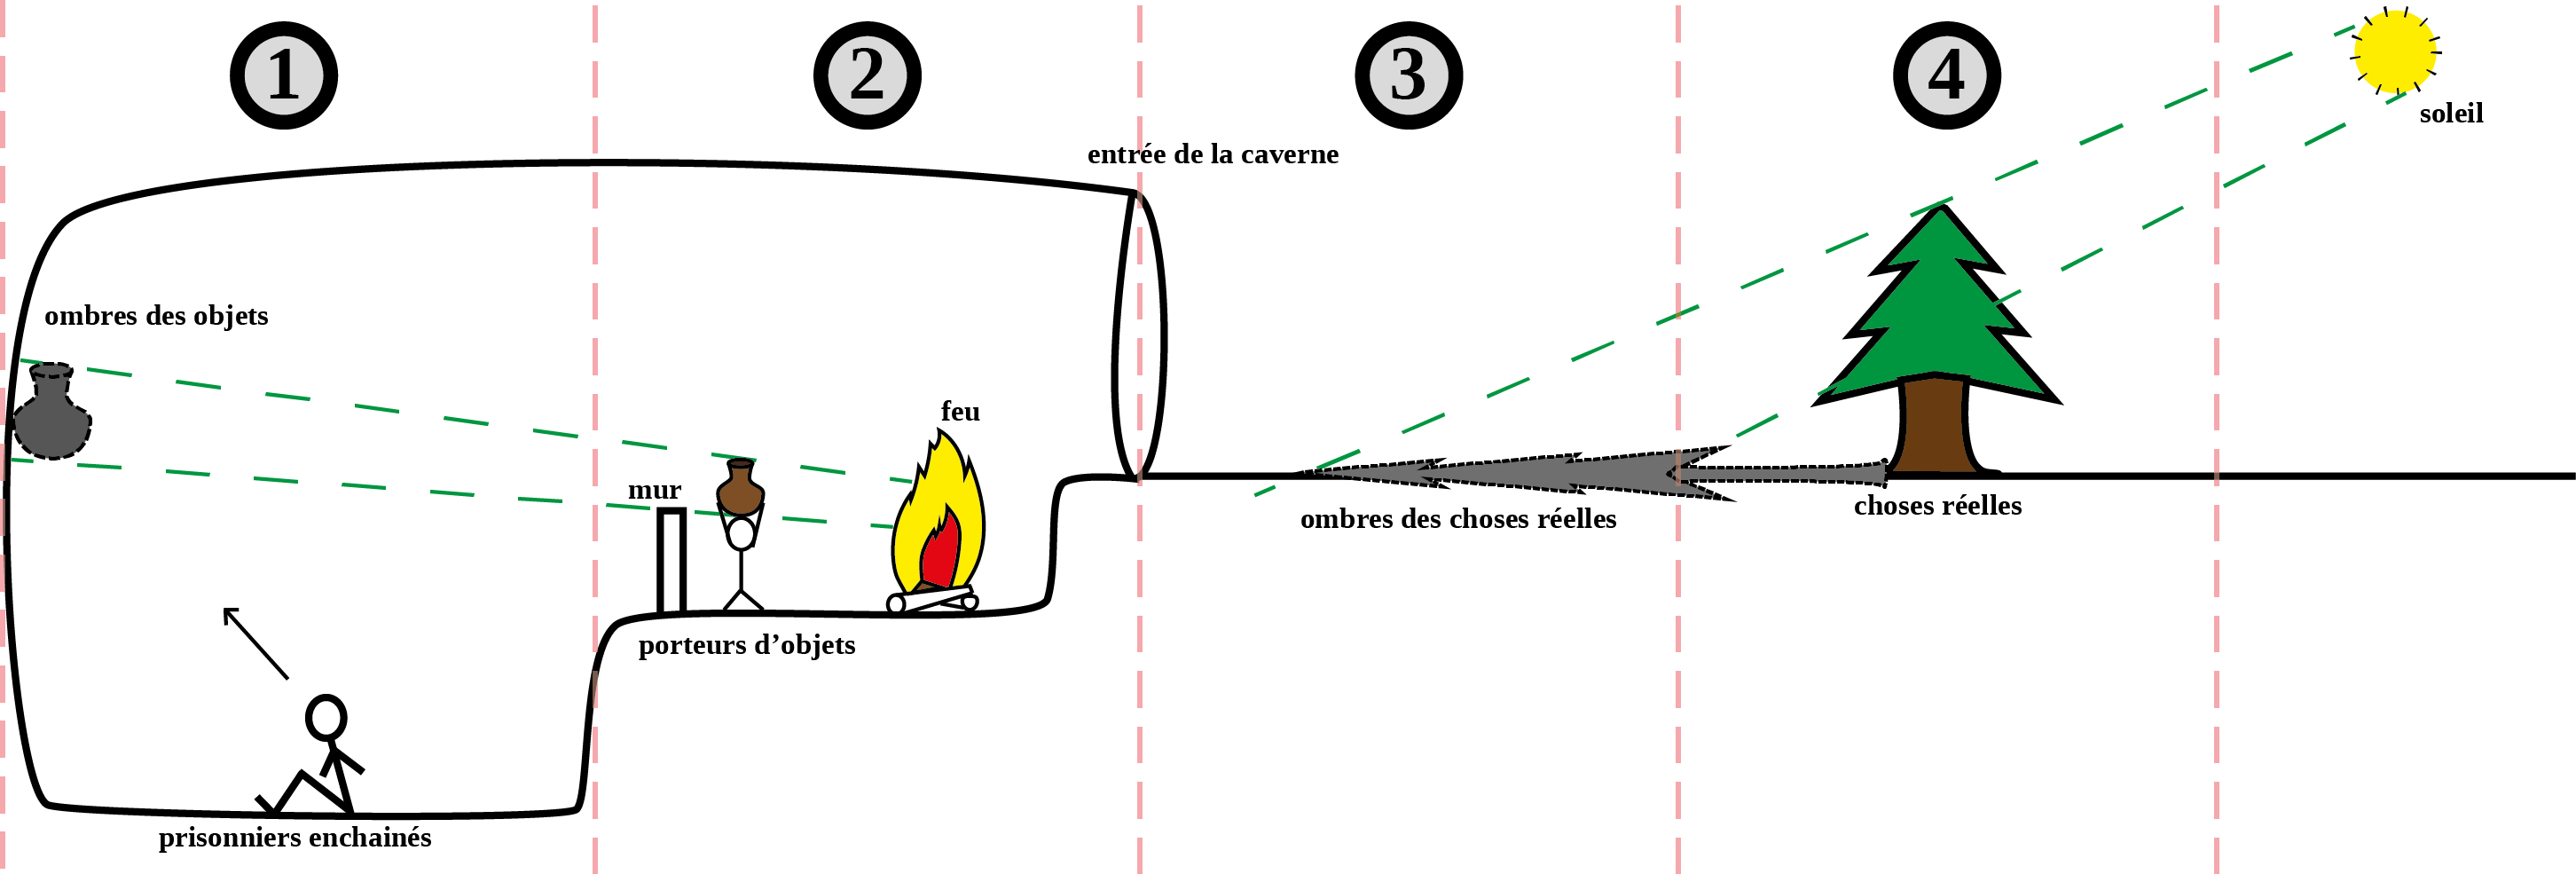 1
2
3
4
soleil
entrée de la caverne
ombres des objets
feu
mur
ombres des choses réelles
choses réelles
porteurs d’objets
prisonniers enchainés